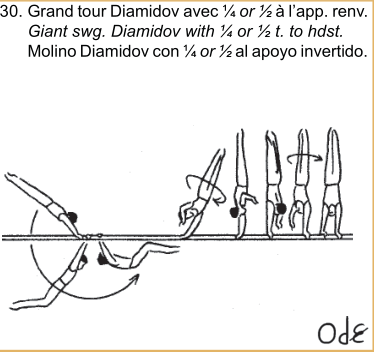 30. Grand tour Diamidov avec ¼ or ½ à l'app. renv.
Giant swg. Diamidov with ¼ or ½ t. to hdst.
Molino Diamidov con ¼ or ½ al apoyo invertido.